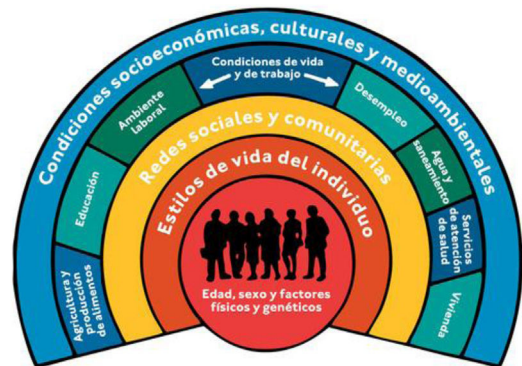 Condiciones socioeconómicas, culturales y medioambientales
Condiciones de vida
y de trabajo
Agricultura y
producción
de alimentos
Educación
Ambiente
laboral
Desempleo
Agua y
saneamiento
Servicios
de atención
de salud
Vivienda
Redes sociales y comunitarias
Estilos de vida del individuo
Edad, sexo y factores
físicos y genéticos